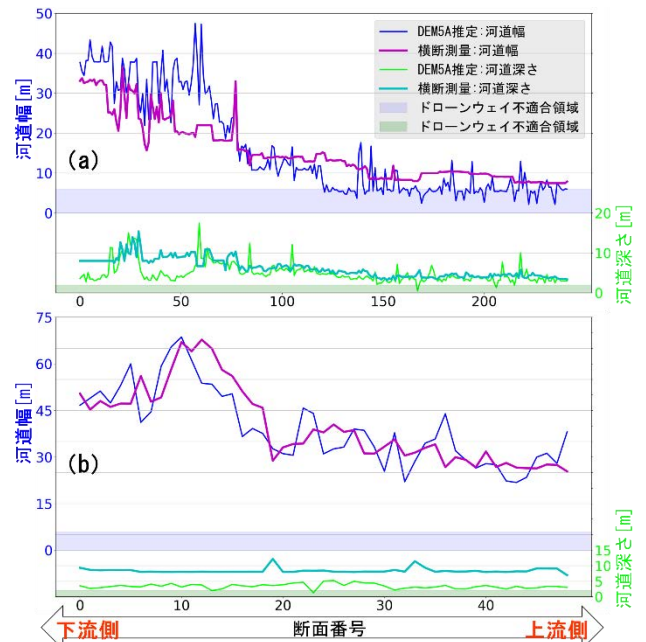 50
40
30
20
10
0
河道幅[m]
(a)
DEM5A推定:河道幅
横断測量:河道幅
DEM5A推定:河道深さ
横断測量:河道深さ
ドローンウェイ不適合領域
ドローンウェイ不適合領域
20
10
0
河道深さ[m]
0 50 100 150 200
75
60
45
30
15
0
河道幅[m]
(b)
15
10
5
0
河道深さ[m]
0 10 20 30 40
下流側 断面番号 上流側